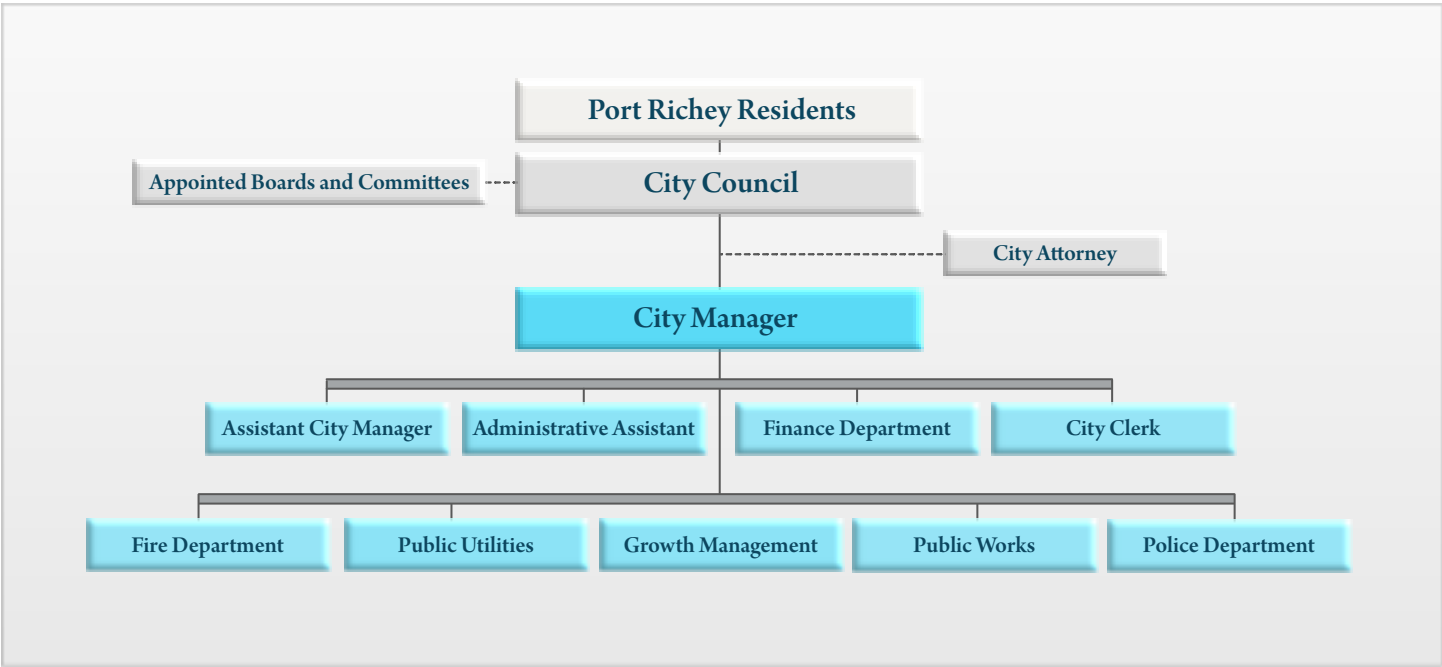 Port Richey Residents
Appointed Boards and Committees
City Council
City Attorney
City Manager
Assistant City Manager
Administrative Assistant
Finance Department
City Clerk
Fire Department
Public Utilities
Growth Management
Public Works
Police Department